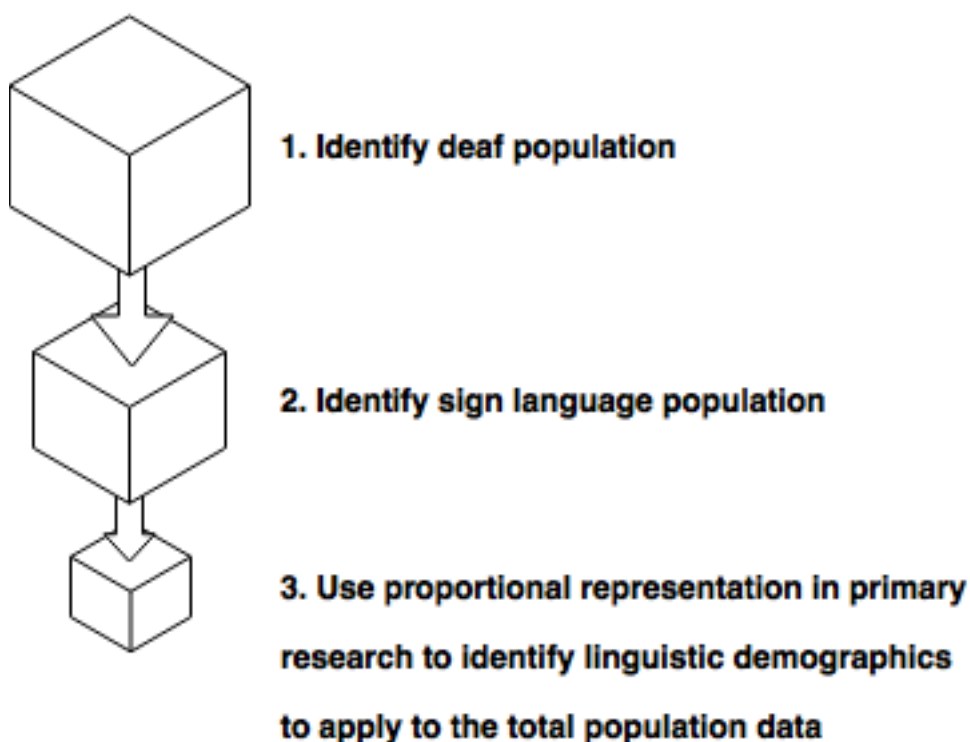 1. Identify deaf population
2. Identify sign language population
3. Use proportional representation in primary
research to identify linguistic demographics
to apply to the total population data